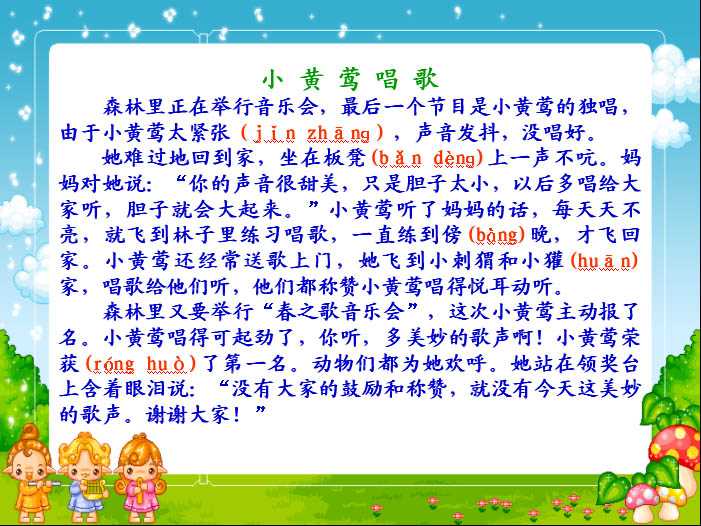 小黄莺唱歌
森林里正在举行音乐会，最后一个节目是小黄莺的独唱，
由于小黄莺太紧张（jǐn zhāng），声音发抖，没唱好。
她难过地回到家，坐在板凳(bǎn dèng)上一声不吭。妈
妈对她说：“你的声音很甜美，只是胆子太小，以后多唱给大
家听，胆子就会大起来。”小黄莺听了妈妈的话，每天天不
亮，就飞到林子里练习唱歌，一直练到傍(bàng)晚，才飞回
家。小黄莺还经常送歌上门，她飞到小刺猬和小獾(huān)
家，唱歌给他们听，他们都称赞小黄莺唱得悦耳动听。
森林里又要举行“春之歌音乐会”，这次小黄莺主动报了
名。小黄莺唱得可起劲了，你听，多美妙的歌声啊！小黄莺荣
获(róng huò)了第一名。动物们都为她欢呼。她站在领奖台
上含着眼泪说：“没有大家的鼓励和称赞，就没有今天这美妙
的歌声。谢谢大家！”